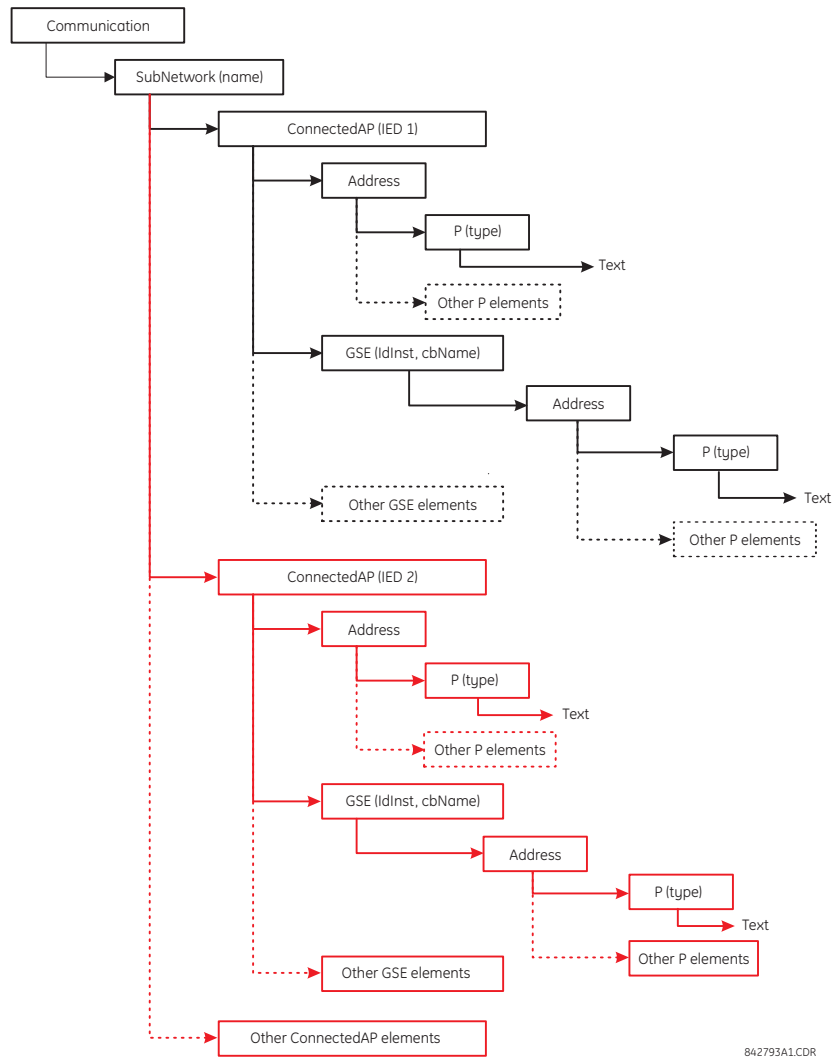 Communication
SubNetwork (name)
ConnectedAP (IED 1)
Address
P (type)
Text
Other P elements
GSE (IdInst, cbName)
Address
P (type)
Text
Other GSE elements
Other P elements
ConnectedAP (IED 2)
Address
P (type)
Text
Other P elements
GSE (IdInst, cbName)
Address
P (type)
Text
Other P elements
Other GSE elements
Other ConnectedAP elements
842793A1.CDR